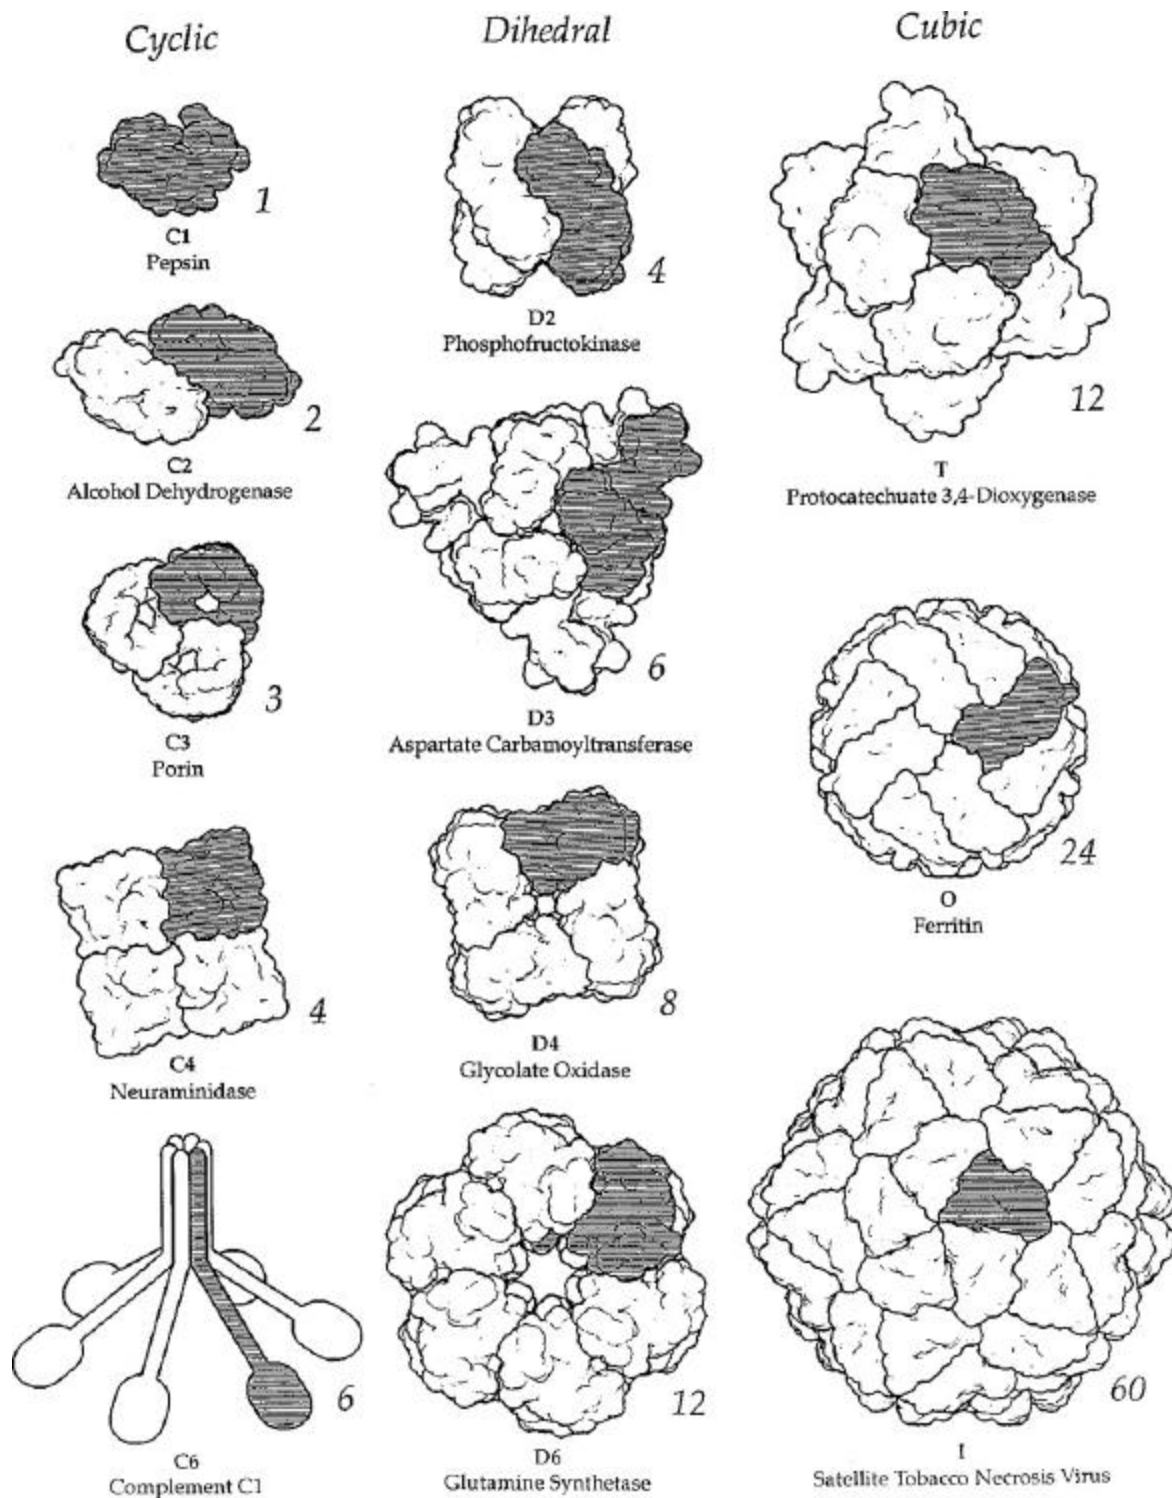 Cyclic
1
C1
Pepsin
2
C2
Alcohol Dehydrogenase
3
C3
Porin
4
C4
Neuraminidase
6
C6
Complement C1
Dihedral
4
D2
Phosphofructokinase
6
D3
Aspartate Carbamoyltransferase
8
D4
Glycolate Oxidase
12
D6
Glutamine Synthetase
Cubic
12
T
Protocatechuate 3,4-Dioxygenase
24
O
Ferritin
60
I
Satellite Tobacco Necrosis Virus